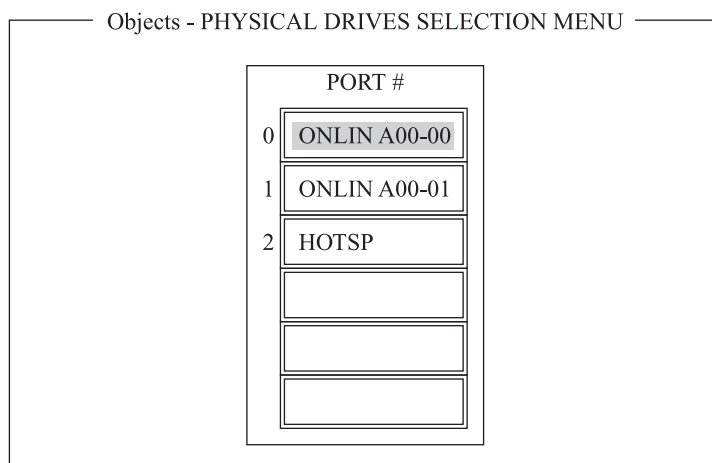 Objects - PHYSICAL DRIVES SELECTION MENU
PORT #
0 ONLIN A00-00
1 ONLIN A00-01
2 HOTSP